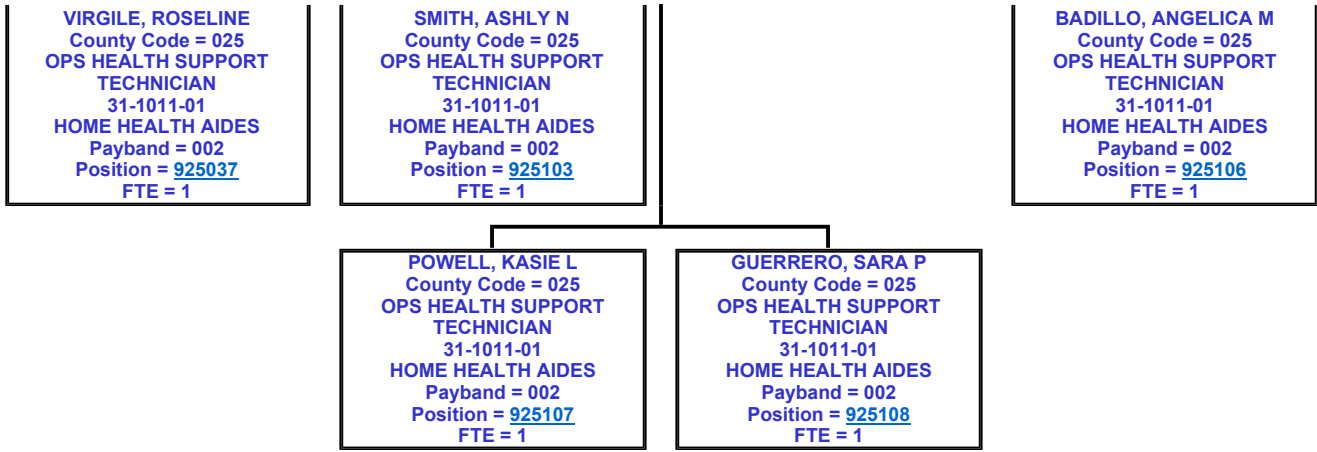 VIRGILE, ROSELINE
County Code = 025
OPS HEALTH SUPPORT
TECHNICIAN
31-1011-01
HOME HEALTH AIDES
Payband = 002
Position = 925037
FTE = 1
SMITH, ASHLY N
County Code = 025
OPS HEALTH SUPPORT
TECHNICIAN
31-1011-01
HOME HEALTH AIDES
Payband = 002
Position = 925103
FTE = 1
BADILLO, ANGELICA M
County Code = 025
OPS HEALTH SUPPORT
TECHNICIAN
31-1011-01
HOME HEALTH AIDES
Payband = 002
Position = 925106
FTE = 1
POWELL, KASIE L
County Code = 025
OPS HEALTH SUPPORT
TECHNICIAN
31-1011-01
HOME HEALTH AIDES
Payband = 002
Position = 925107
FTE = 1
GUERRERO, SARA P
County Code = 025
OPS HEALTH SUPPORT
TECHNICIAN
31-1011-01
HOME HEALTH AIDES
Payband = 002
Position = 925108
FTE = 1